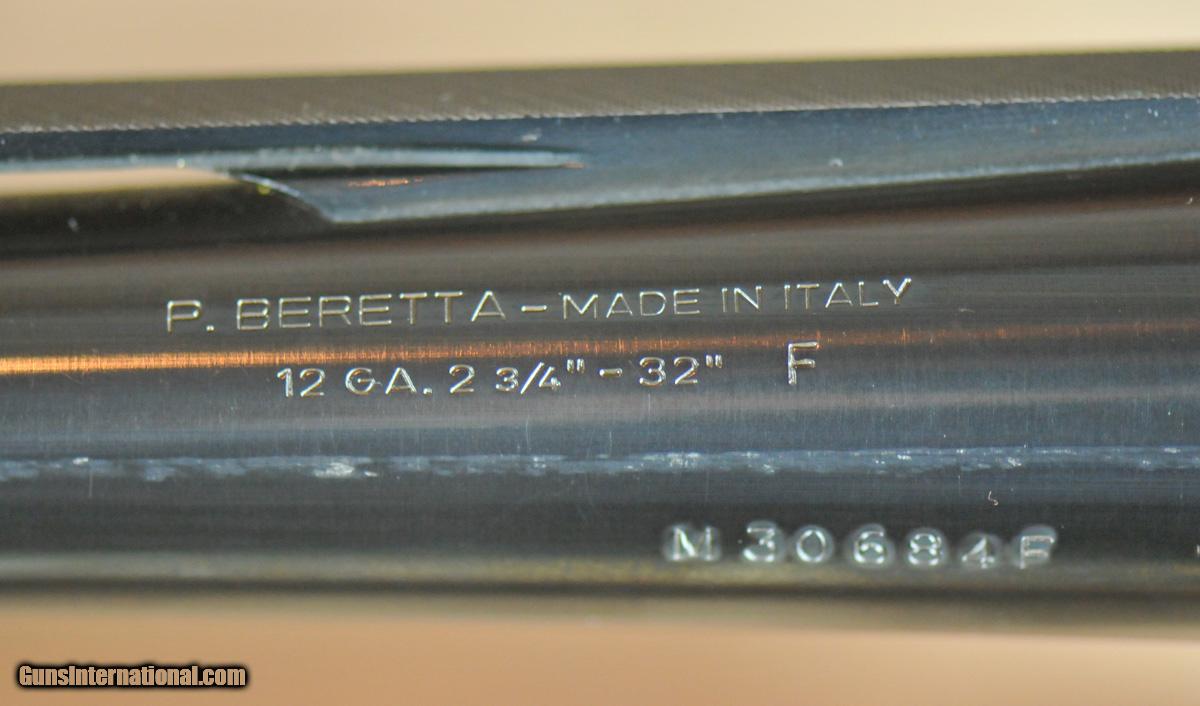 P. BERETTA - MADE IN ITALY
12 GA. 2 3/4" - 32" F
M 30684F
GunsInternational.com